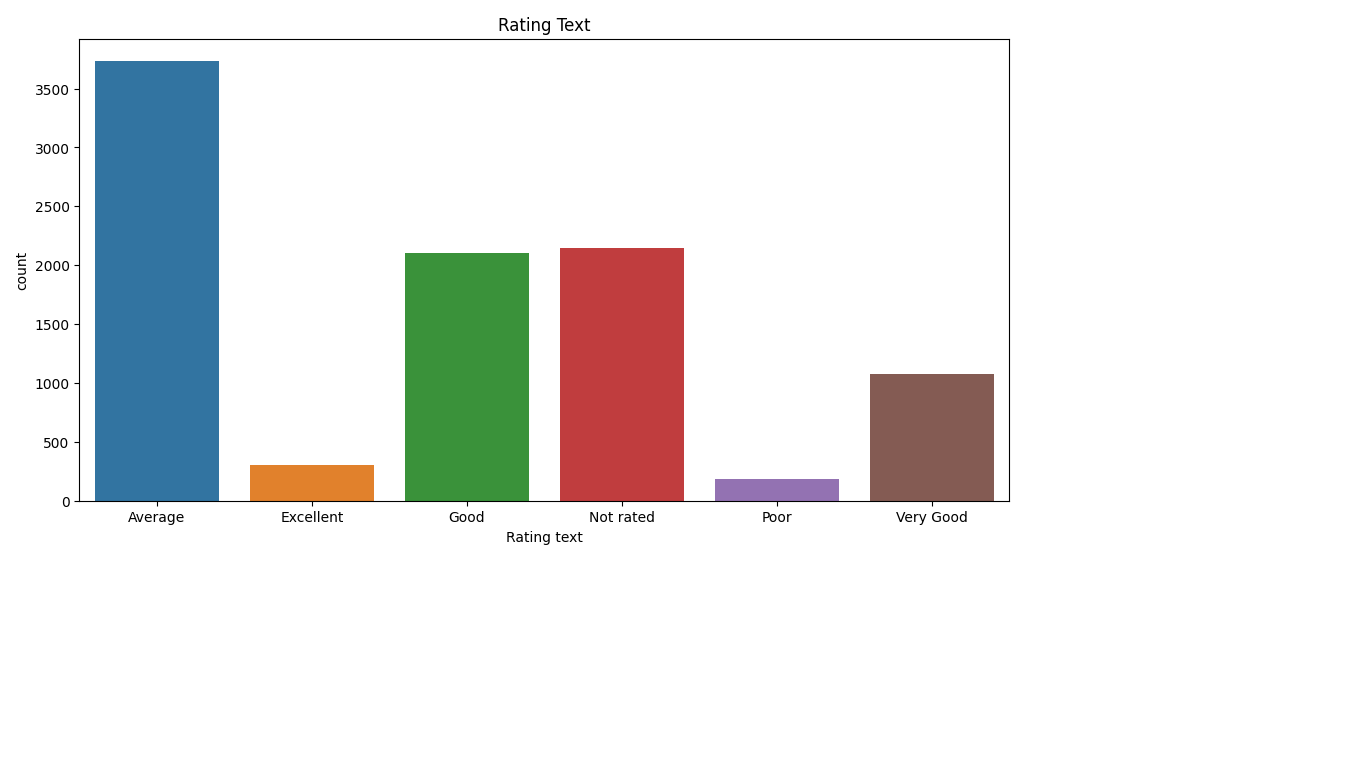 Rating Text
3500
3000
2500
2000
1500
1000
500
0
count
Average Excellent Good Not rated Poor Very Good
Rating text